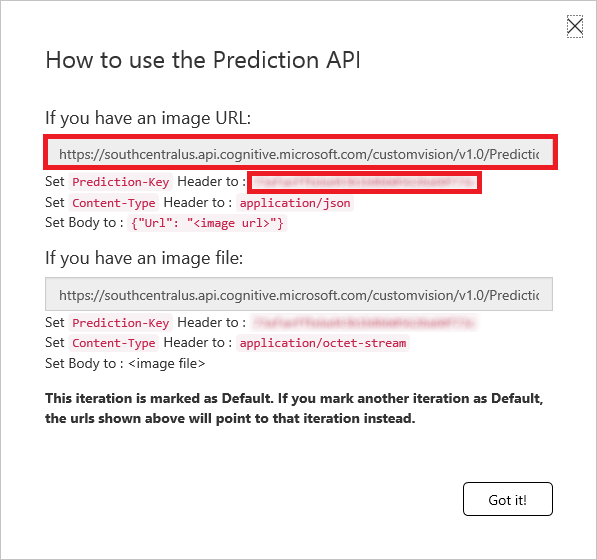 How to use the Prediction API
If you have an image URL:
https://southcentralus.api.cognitive.microsoft.com/customvision/v1.0/Predictic
Set Prediction-Key Header to :
Set Content-Type Header to : application/json
Set Body to : {"Url": "<image url>"}
If you have an image file:
https://southcentralus.api.cognitive.microsoft.com/customvision/v1.0/Predictic
Set Prediction-Key Header to :
Set Content-Type Header to : application/octet-stream
Set Body to : <image file>
This iteration is marked as Default. If you mark another iteration as Default,
the urls shown above will point to that iteration instead.
Got it!